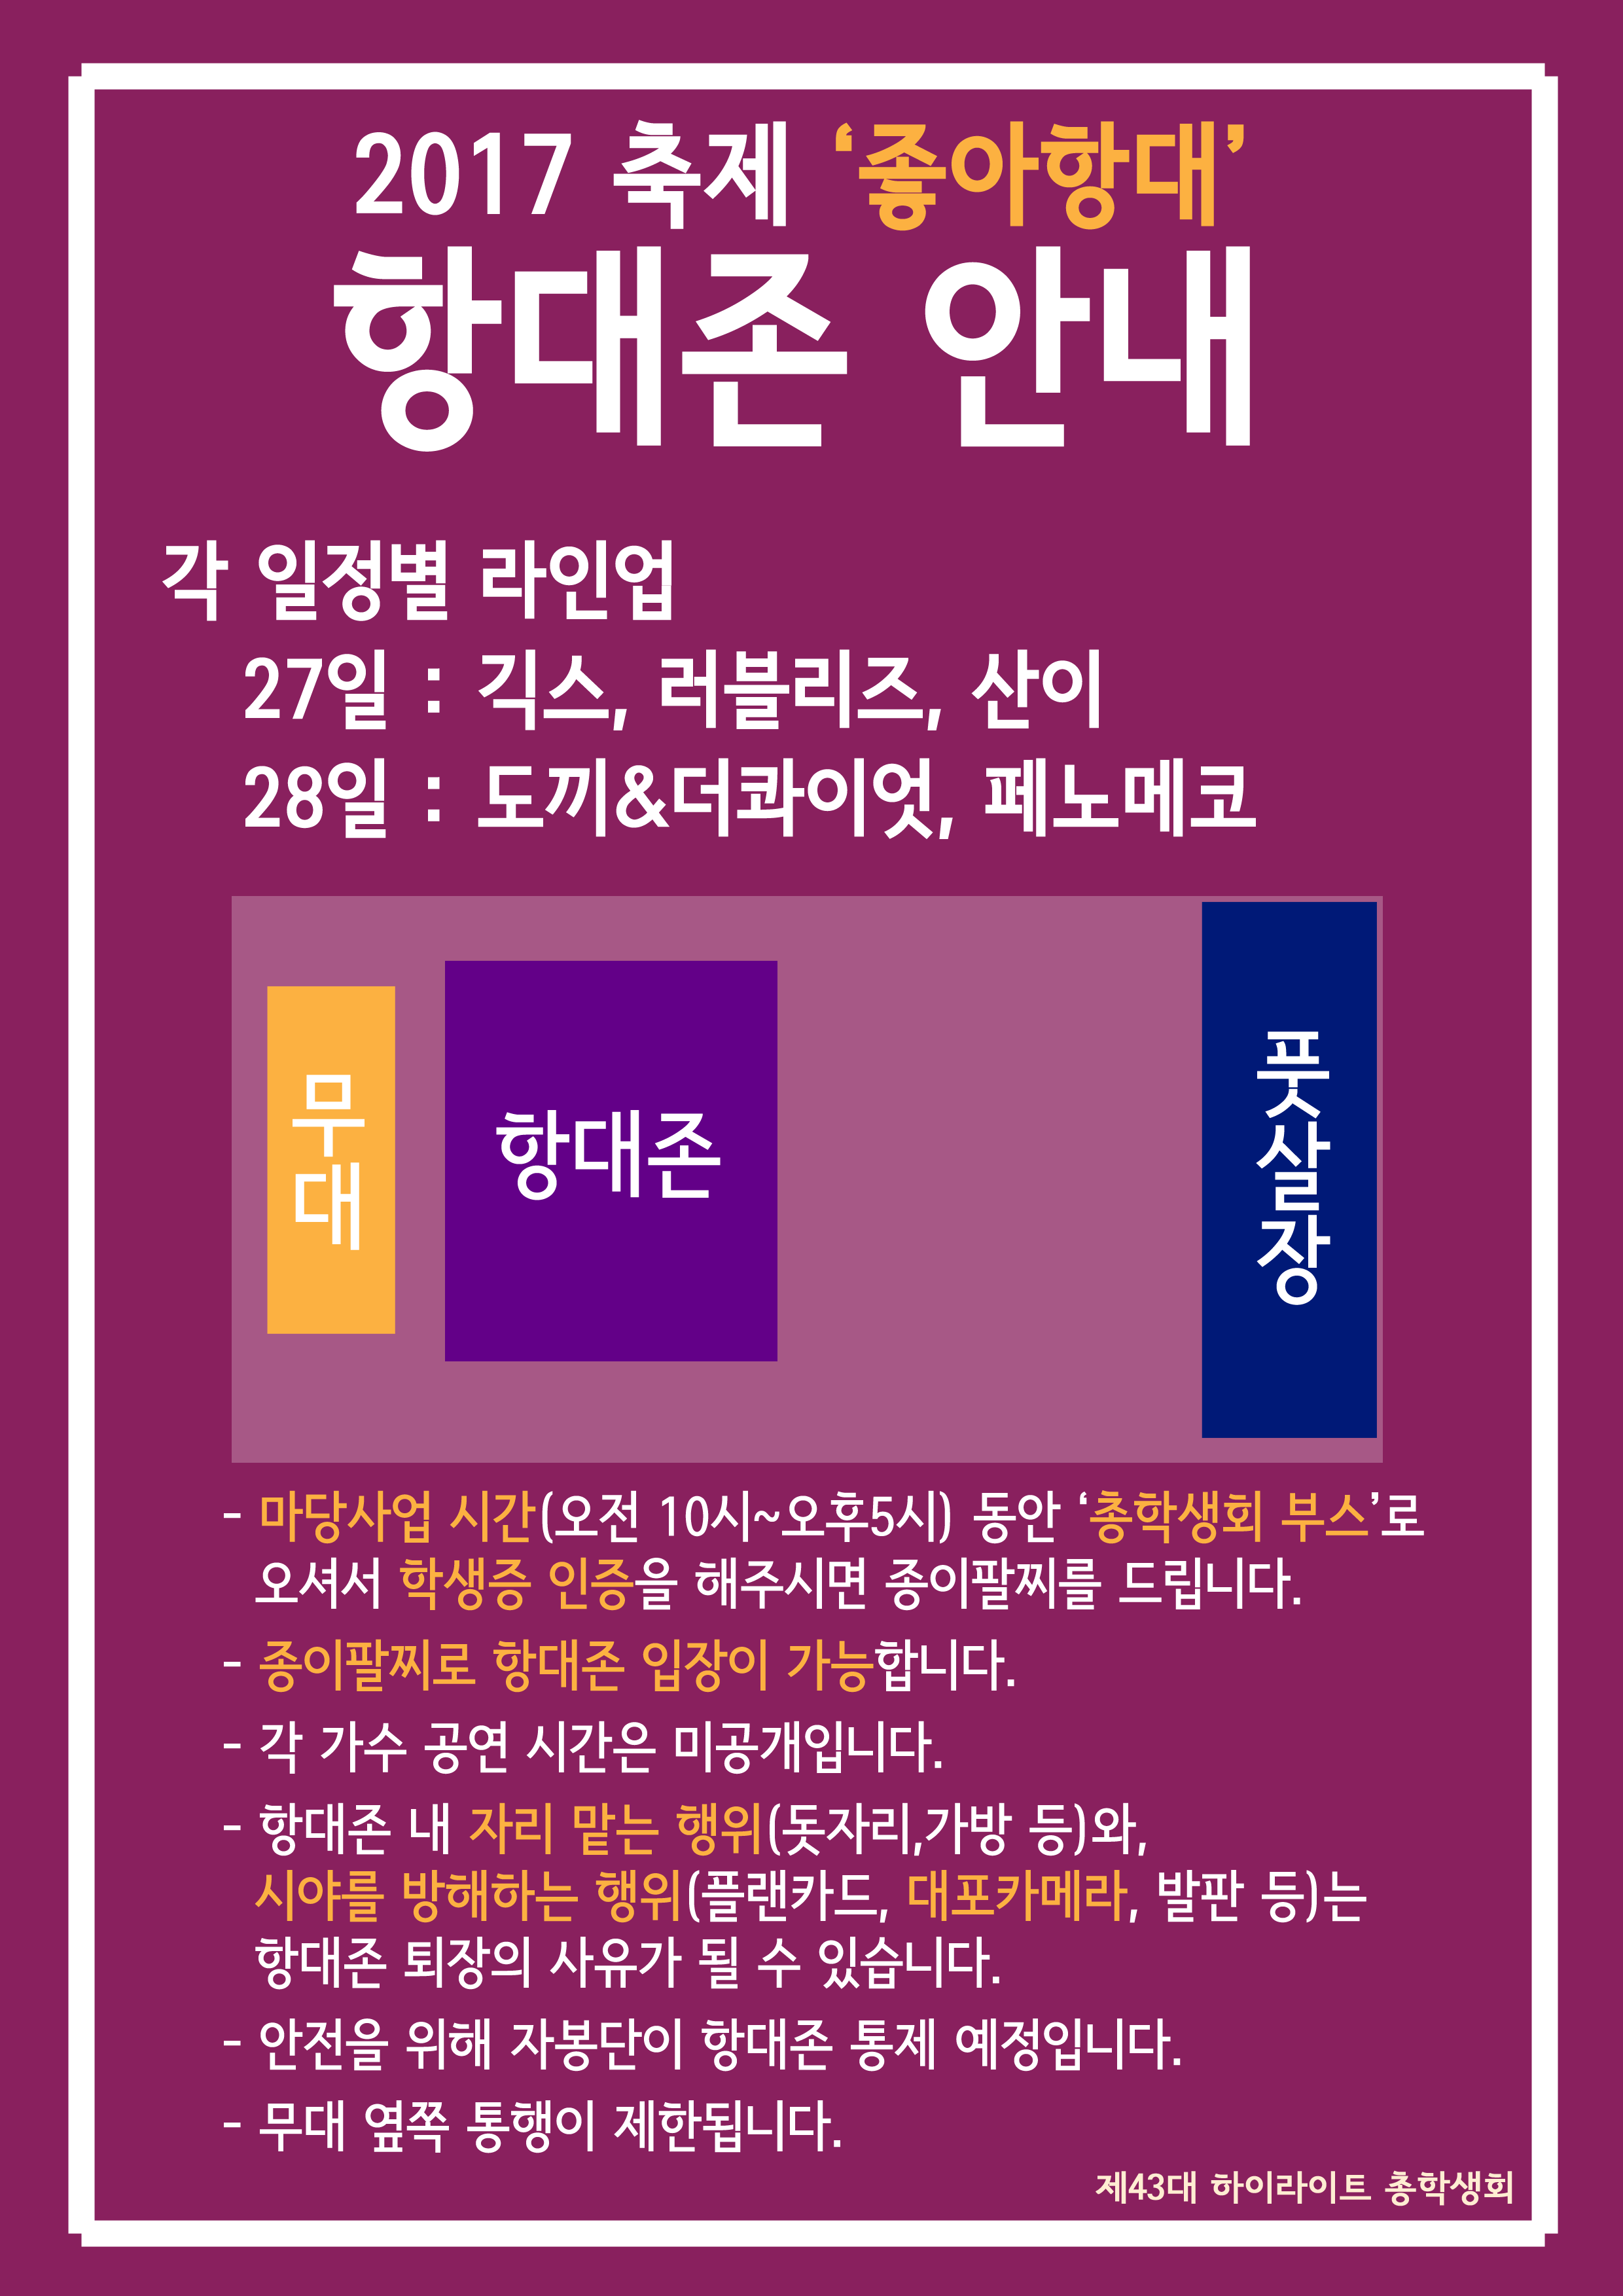 2017 축제 ‘좋아항대’
항대존 안내
각 일정별 라인업
27일 : 긱스, 러블리즈, 산이
28일 : 도끼&더콰이엇, 페노메코
무대
항대존
풋살장
- 마당사업 시간(오전 10시~오후5시) 동안 ‘총학생회 부스’로
오셔서 학생증 인증을 해주시면 종이팔찌를 드립니다.
- 종이팔찌로 항대존 입장이 가능합니다.
- 각 가수 공연 시간은 미공개입니다.
- 항대존 내 자리 맡는 행위(돗자리,가방 등)와,
시야를 방해하는 행위(플랜카드, 대포카메라, 발판 등)는
항대존 퇴장의 사유가 될 수 있습니다.
- 안전을 위해 자봉단이 항대존 통제 예정입니다.
- 무대 옆쪽 통행이 제한됩니다.
제43대 하이라이트 총학생회